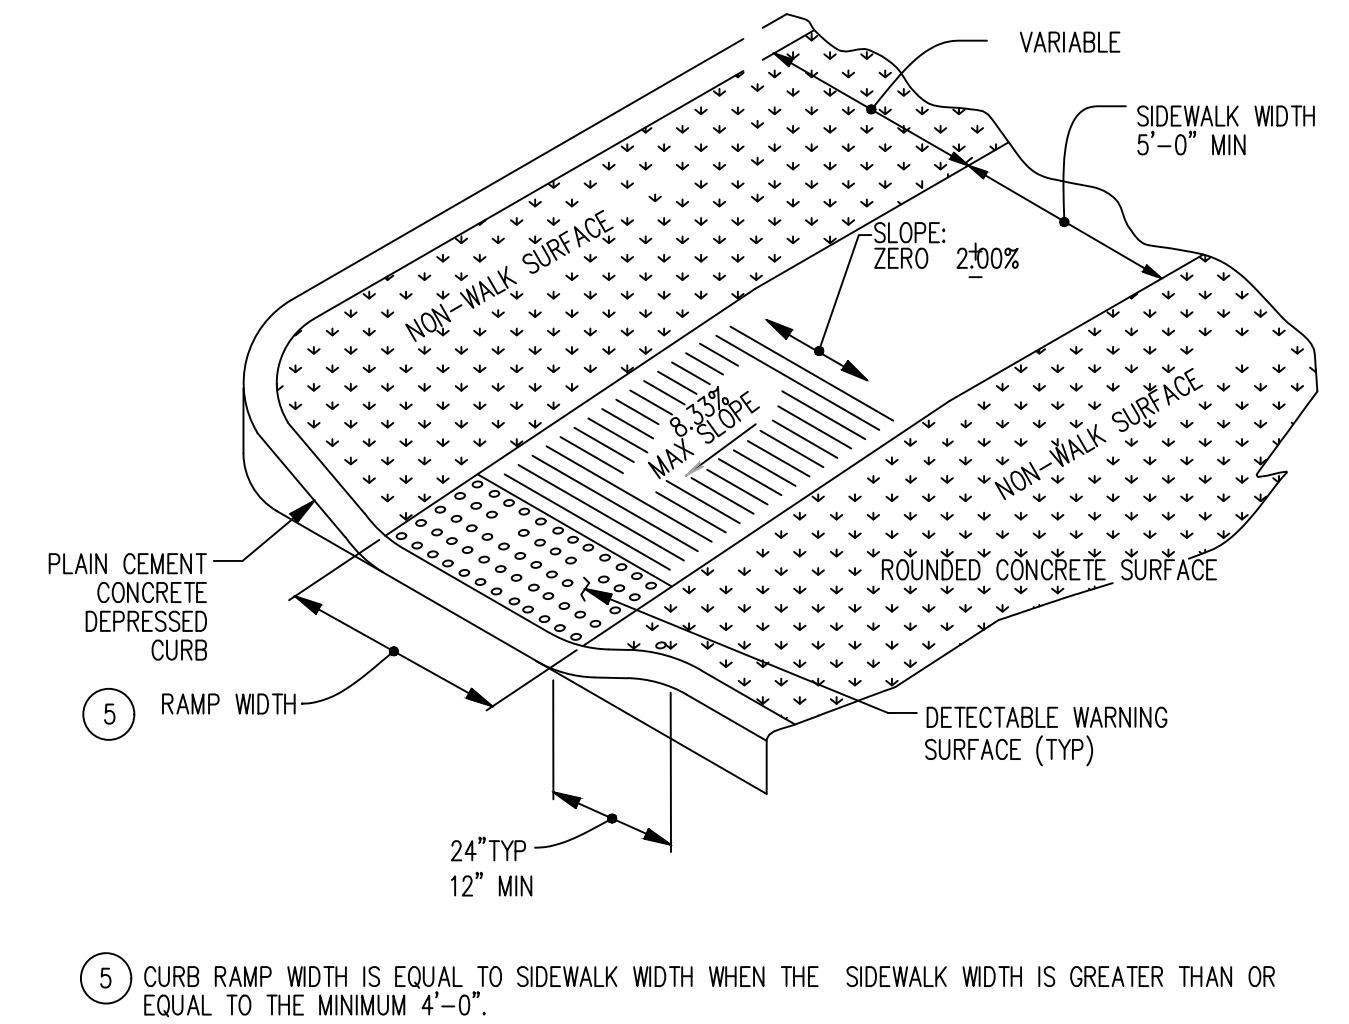 VARIABLE
SIDEWALK WIDTH
5'-0" MIN
SLOPE:
ZERO ± 2.00%
NON-WALK SURFACE
8.33%
MAX SLOPE
NON-WALK SURFACE
ROUNDED CONCRETE SURFACE
PLAIN CEMENT
CONCRETE
DEPRESSED
CURB
5 RAMP WIDTH
DETECTABLE WARNING
SURFACE (TYP)
24"TYP
12" MIN
5 CURB RAMP WIDTH IS EQUAL TO SIDEWALK WIDTH WHEN THE SIDEWALK WIDTH IS GREATER THAN OR
EQUAL TO THE MINIMUM 4'-0".